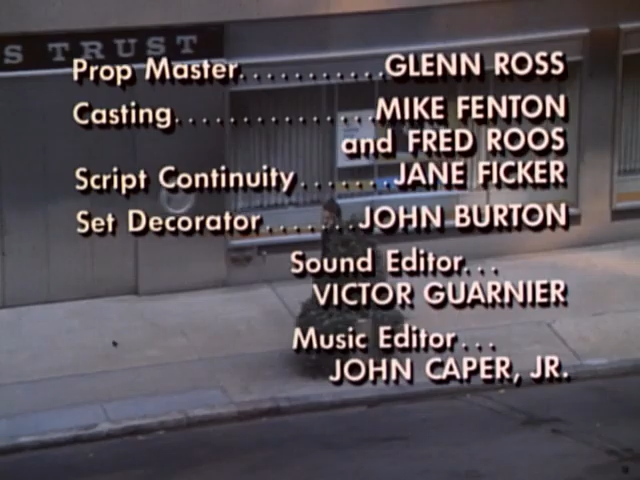 S TRUST
Prop Master...........GLENN ROSS
Casting...............MIKE FENTON
and FRED ROOS
Script Continuity.......JANE FICKER
Set Decorator.......JOHN BURTON
Sound Editor...
VICTOR GUARNIER
Music Editor...
JOHN CAPER, JR.